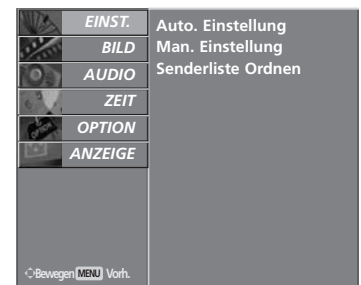 EINST.
BILD
AUDIO
ZEIT
OPTION
ANZEIGE
Auto. Einstellung
Man. Einstellung
Senderliste Ordnen
Bewegen MENU Vorh.